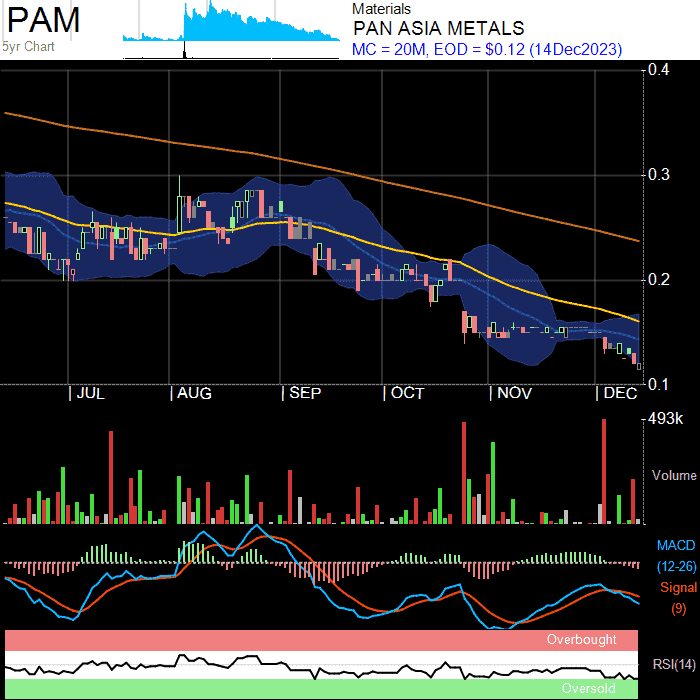 PAM
5yr Chart
Materials
PAN ASIA METALS
MC = 20M, EOD = $0.12 (14Dec2023)
0.4
0.3
0.2
0.1
JUL
AUG
SEP
OCT
NOV
DEC
493k
Volume
MACD
(12-26)
Signal
(9)
Overbought
RSI(14)
Oversold